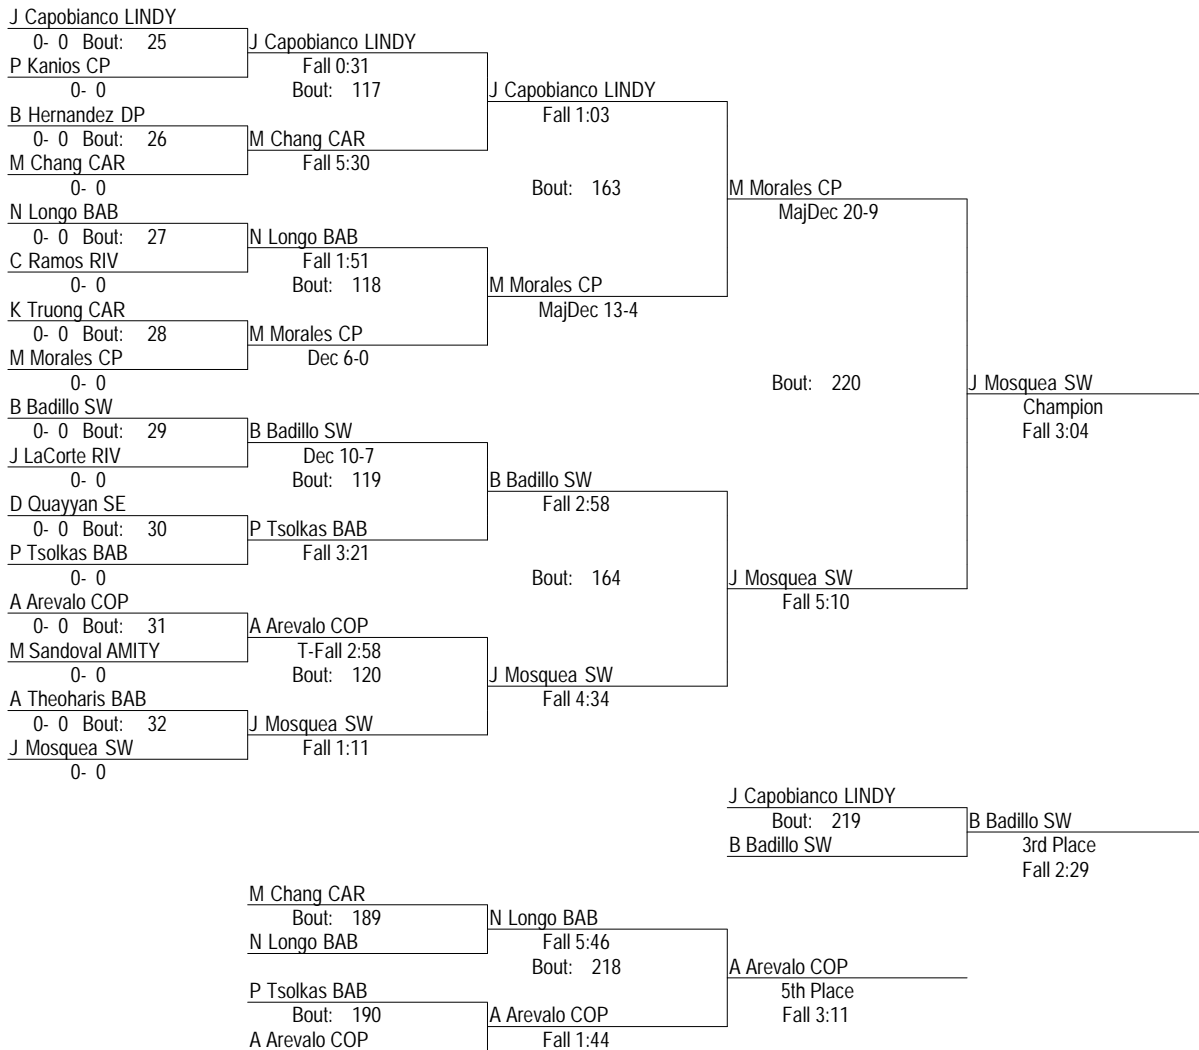 J Capobianco LINDY
0- 0 Bout: 25
P Kanios CP
0- 0
B Hernandez DP
0- 0 Bout: 26
M Chang CAR
0- 0
N Longo BAB
0- 0 Bout: 27
C Ramos RIV
0- 0
K Truong CAR
0- 0 Bout: 28
M Morales CP
0- 0
B Badillo SW
0- 0 Bout: 29
J LaCorte RIV
0- 0
D Quayyan SE
0- 0 Bout: 30
P Tsolkas BAB
0- 0
A Arevalo COP
0- 0 Bout: 31
M Sandoval AMITY
0- 0
A Theoharis BAB
0- 0 Bout: 32
J Mosquea SW
0- 0
J Capobianco LINDY
Fall 0:31
Bout: 117
M Chang CAR
Fall 5:30
N Longo BAB
Fall 1:51
Bout: 118
M Morales CP
Dec 6-0
B Badillo SW
Dec 10-7
Bout: 119
P Tsolkas BAB
Fall 3:21
A Arevalo COP
T-Fall 2:58
Bout: 120
J Mosquea SW
Fall 1:11
J Capobianco LINDY
Fall 1:03
Bout: 163
M Morales CP
MajDec 13-4
B Badillo SW
Fall 2:58
Bout: 164
J Mosquea SW
Fall 4:34
M Morales CP
MajDec 20-9
Bout: 220
J Mosquea SW
Fall 5:10
J Mosquea SW
Champion
Fall 3:04
J Capobianco LINDY
Bout: 219
B Badillo SW
B Badillo SW
3rd Place
Fall 2:29
M Chang CAR
Bout: 189
N Longo BAB
P Tsolkas BAB
Bout: 190
A Arevalo COP
N Longo BAB
Fall 5:46
Bout: 218
A Arevalo COP
Fall 1:44
A Arevalo COP
5th Place
Fall 3:11